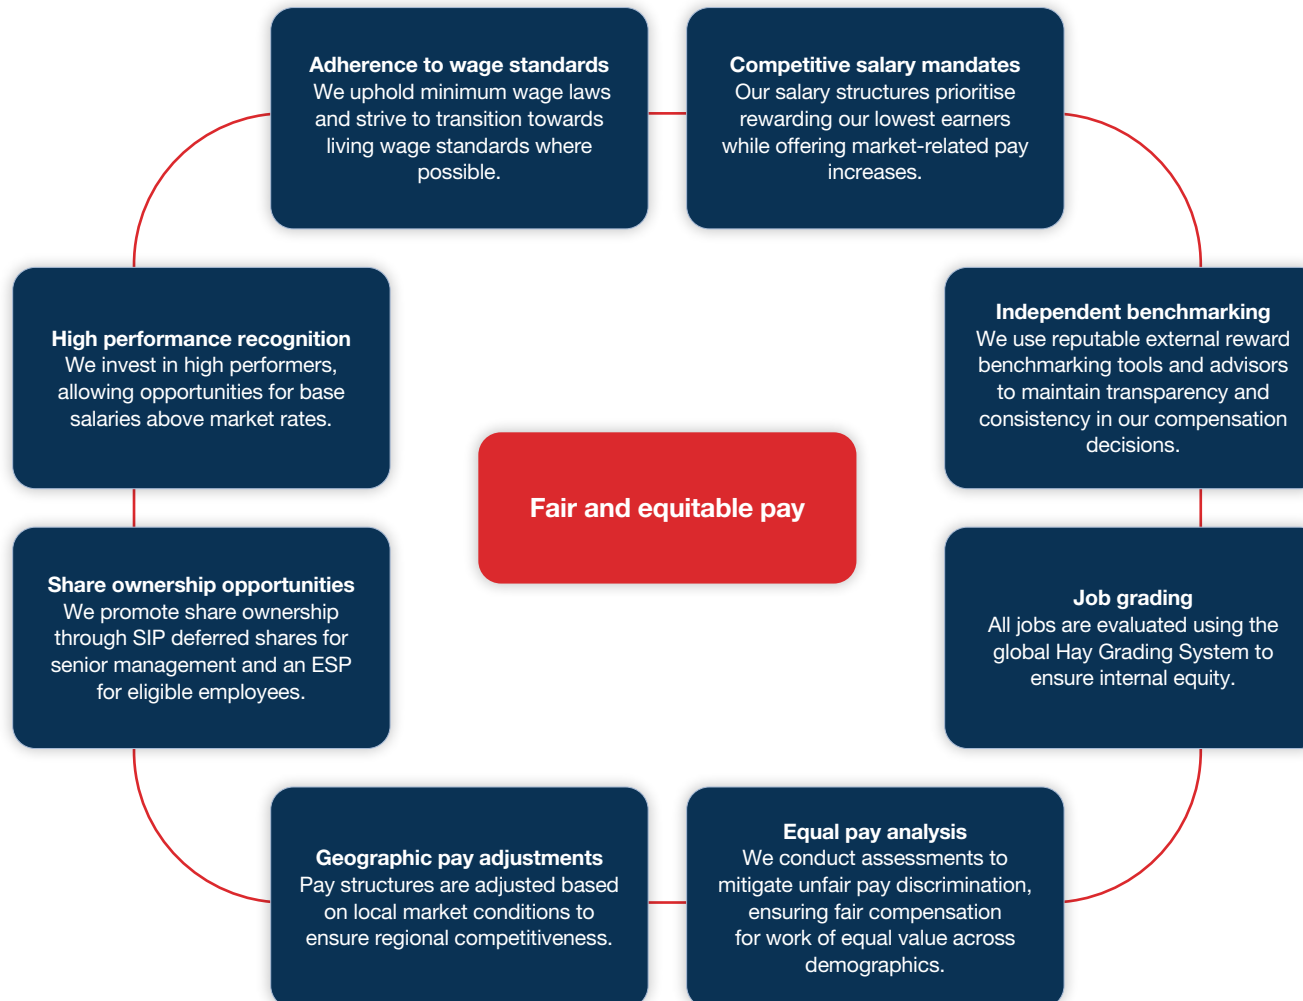 Adherence to wage standards
We uphold minimum wage laws
and strive to transition towards
living wage standards where
possible.
Competitive salary mandates
Our salary structures prioritise
rewarding our lowest earners
while offering market-related pay
increases.
High performance recognition
We invest in high performers,
allowing opportunities for base
salaries above market rates.
Independent benchmarking
We use reputable external reward
benchmarking tools and advisors
to maintain transparency and
consistency in our compensation
decisions.
Fair and equitable pay
Share ownership opportunities
We promote share ownership
through SIP deferred shares for
senior management and an ESP
for eligible employees.
Job grading
All jobs are evaluated using the
global Hay Grading System to
ensure internal equity.
Geographic pay adjustments
Pay structures are adjusted based
on local market conditions to
ensure regional competitiveness.
Equal pay analysis
We conduct assessments to
mitigate unfair pay discrimination,
ensuring fair compensation
for work of equal value across
demographics.